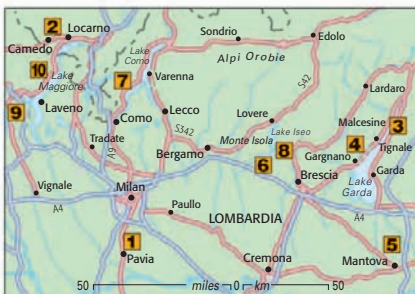 2
Locarno
Camedo
Lake Como
Sondrio
Edolo
Alpi Orobie
10
Lake Maggiore
7
Varenna
S42
Lardaro
9
Laveno
Lecco
Lovere
Malcesine
3
Como
Lake Iseo
4
Tignale
Tradate
S342
Monte Isola
8
Gargnano
A9
Bergamo
6
Garda
Brescia
Lake Garda
Vignale
A4
Milan
A4
Paullo
LOMBARDIA
1
Pavia
Cremona
5
Mantova
50 miles 0 km 50